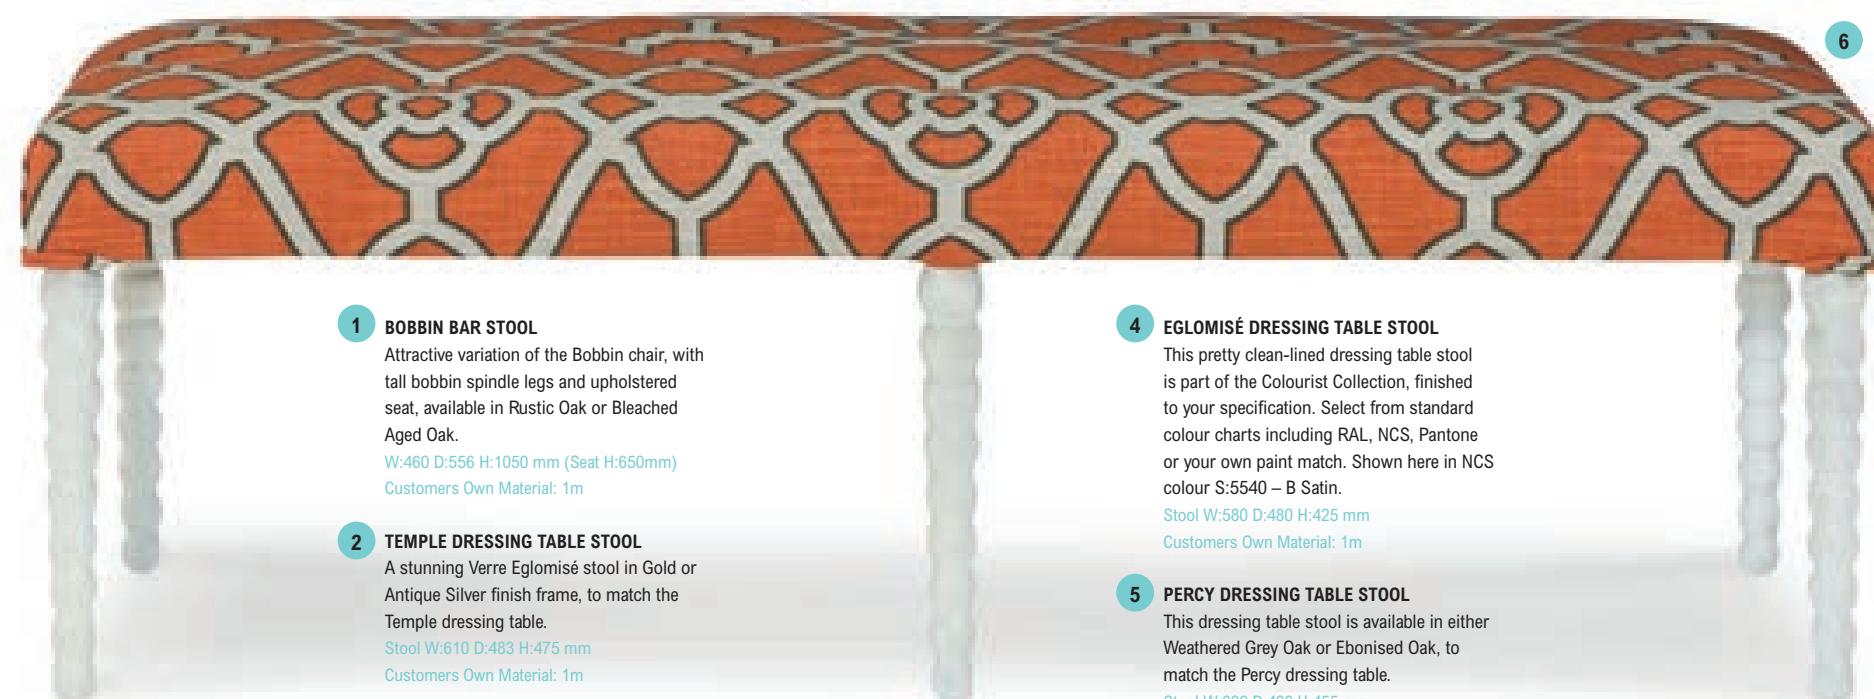 6
1 BOBBIN BAR STOOL
Attractive variation of the Bobbin chair, with
tall bobbin spindle legs and upholstered
seat, available in Rustic Oak or Bleached
Aged Oak.
W:460 D:556 H:1050 mm (Seat H:650mm)
Customers Own Material: 1m
2 TEMPLE DRESSING TABLE STOOL
A stunning Verre Eglomisé stool in Gold or
Antique Silver finish frame, to match the
Temple dressing table.
Stool W:610 D:483 H:475 mm
Customers Own Material: 1m
4 EGLOMISÉ DRESSING TABLE STOOL
This pretty clean-lined dressing table stool
is part of the Colourist Collection, finished
to your specification. Select from standard
colour charts including RAL, NCS, Pantone
or your own paint match. Shown here in NCS
colour S:5540 – B Satin.
Stool W:580 D:480 H:425 mm
Customers Own Material: 1m
5 PERCY DRESSING TABLE STOOL
This dressing table stool is available in either
Weathered Grey Oak or Ebonised Oak, to
match the Percy dressing table.